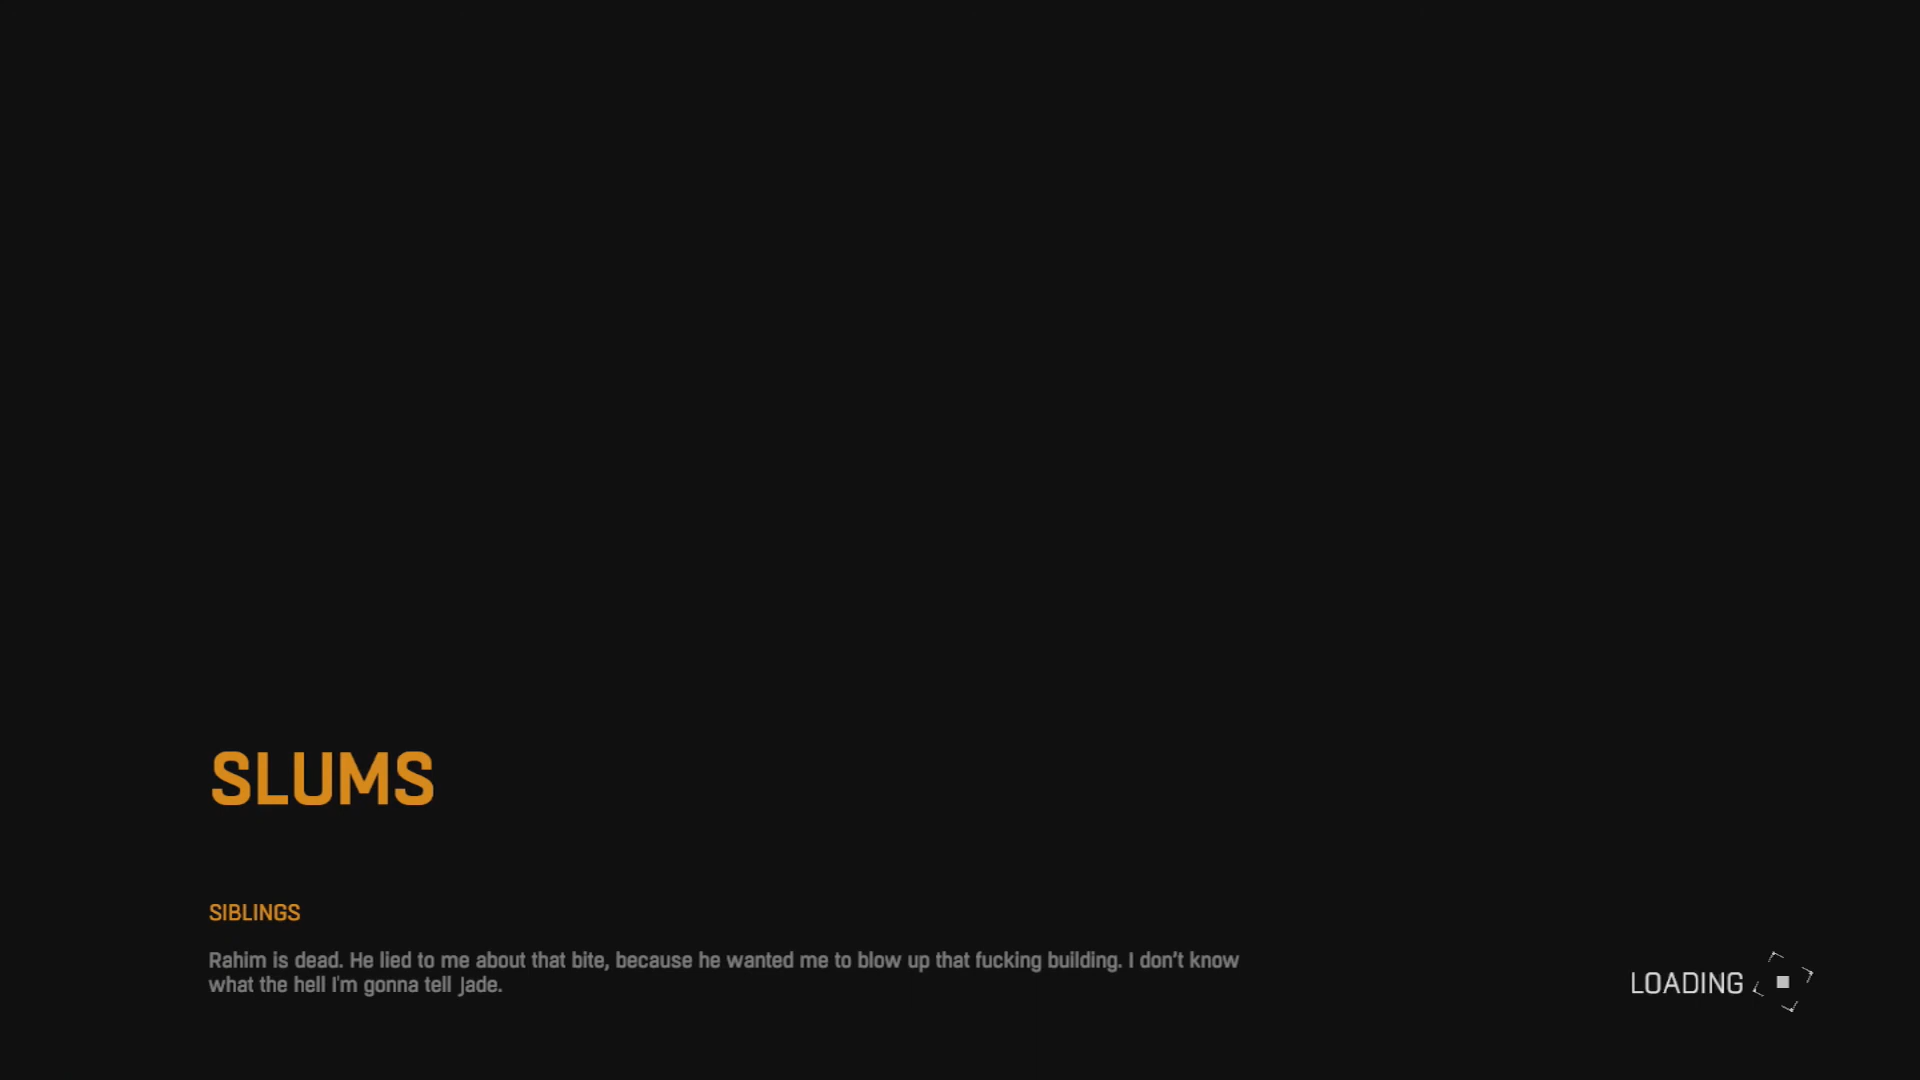 SLUMS
SIBLINGS
Rahim is dead. He lied to me about that bite, because he wanted me to blow up that fucking building. I don’t know
what the hell I'm gonna tell Jade.
LOADING